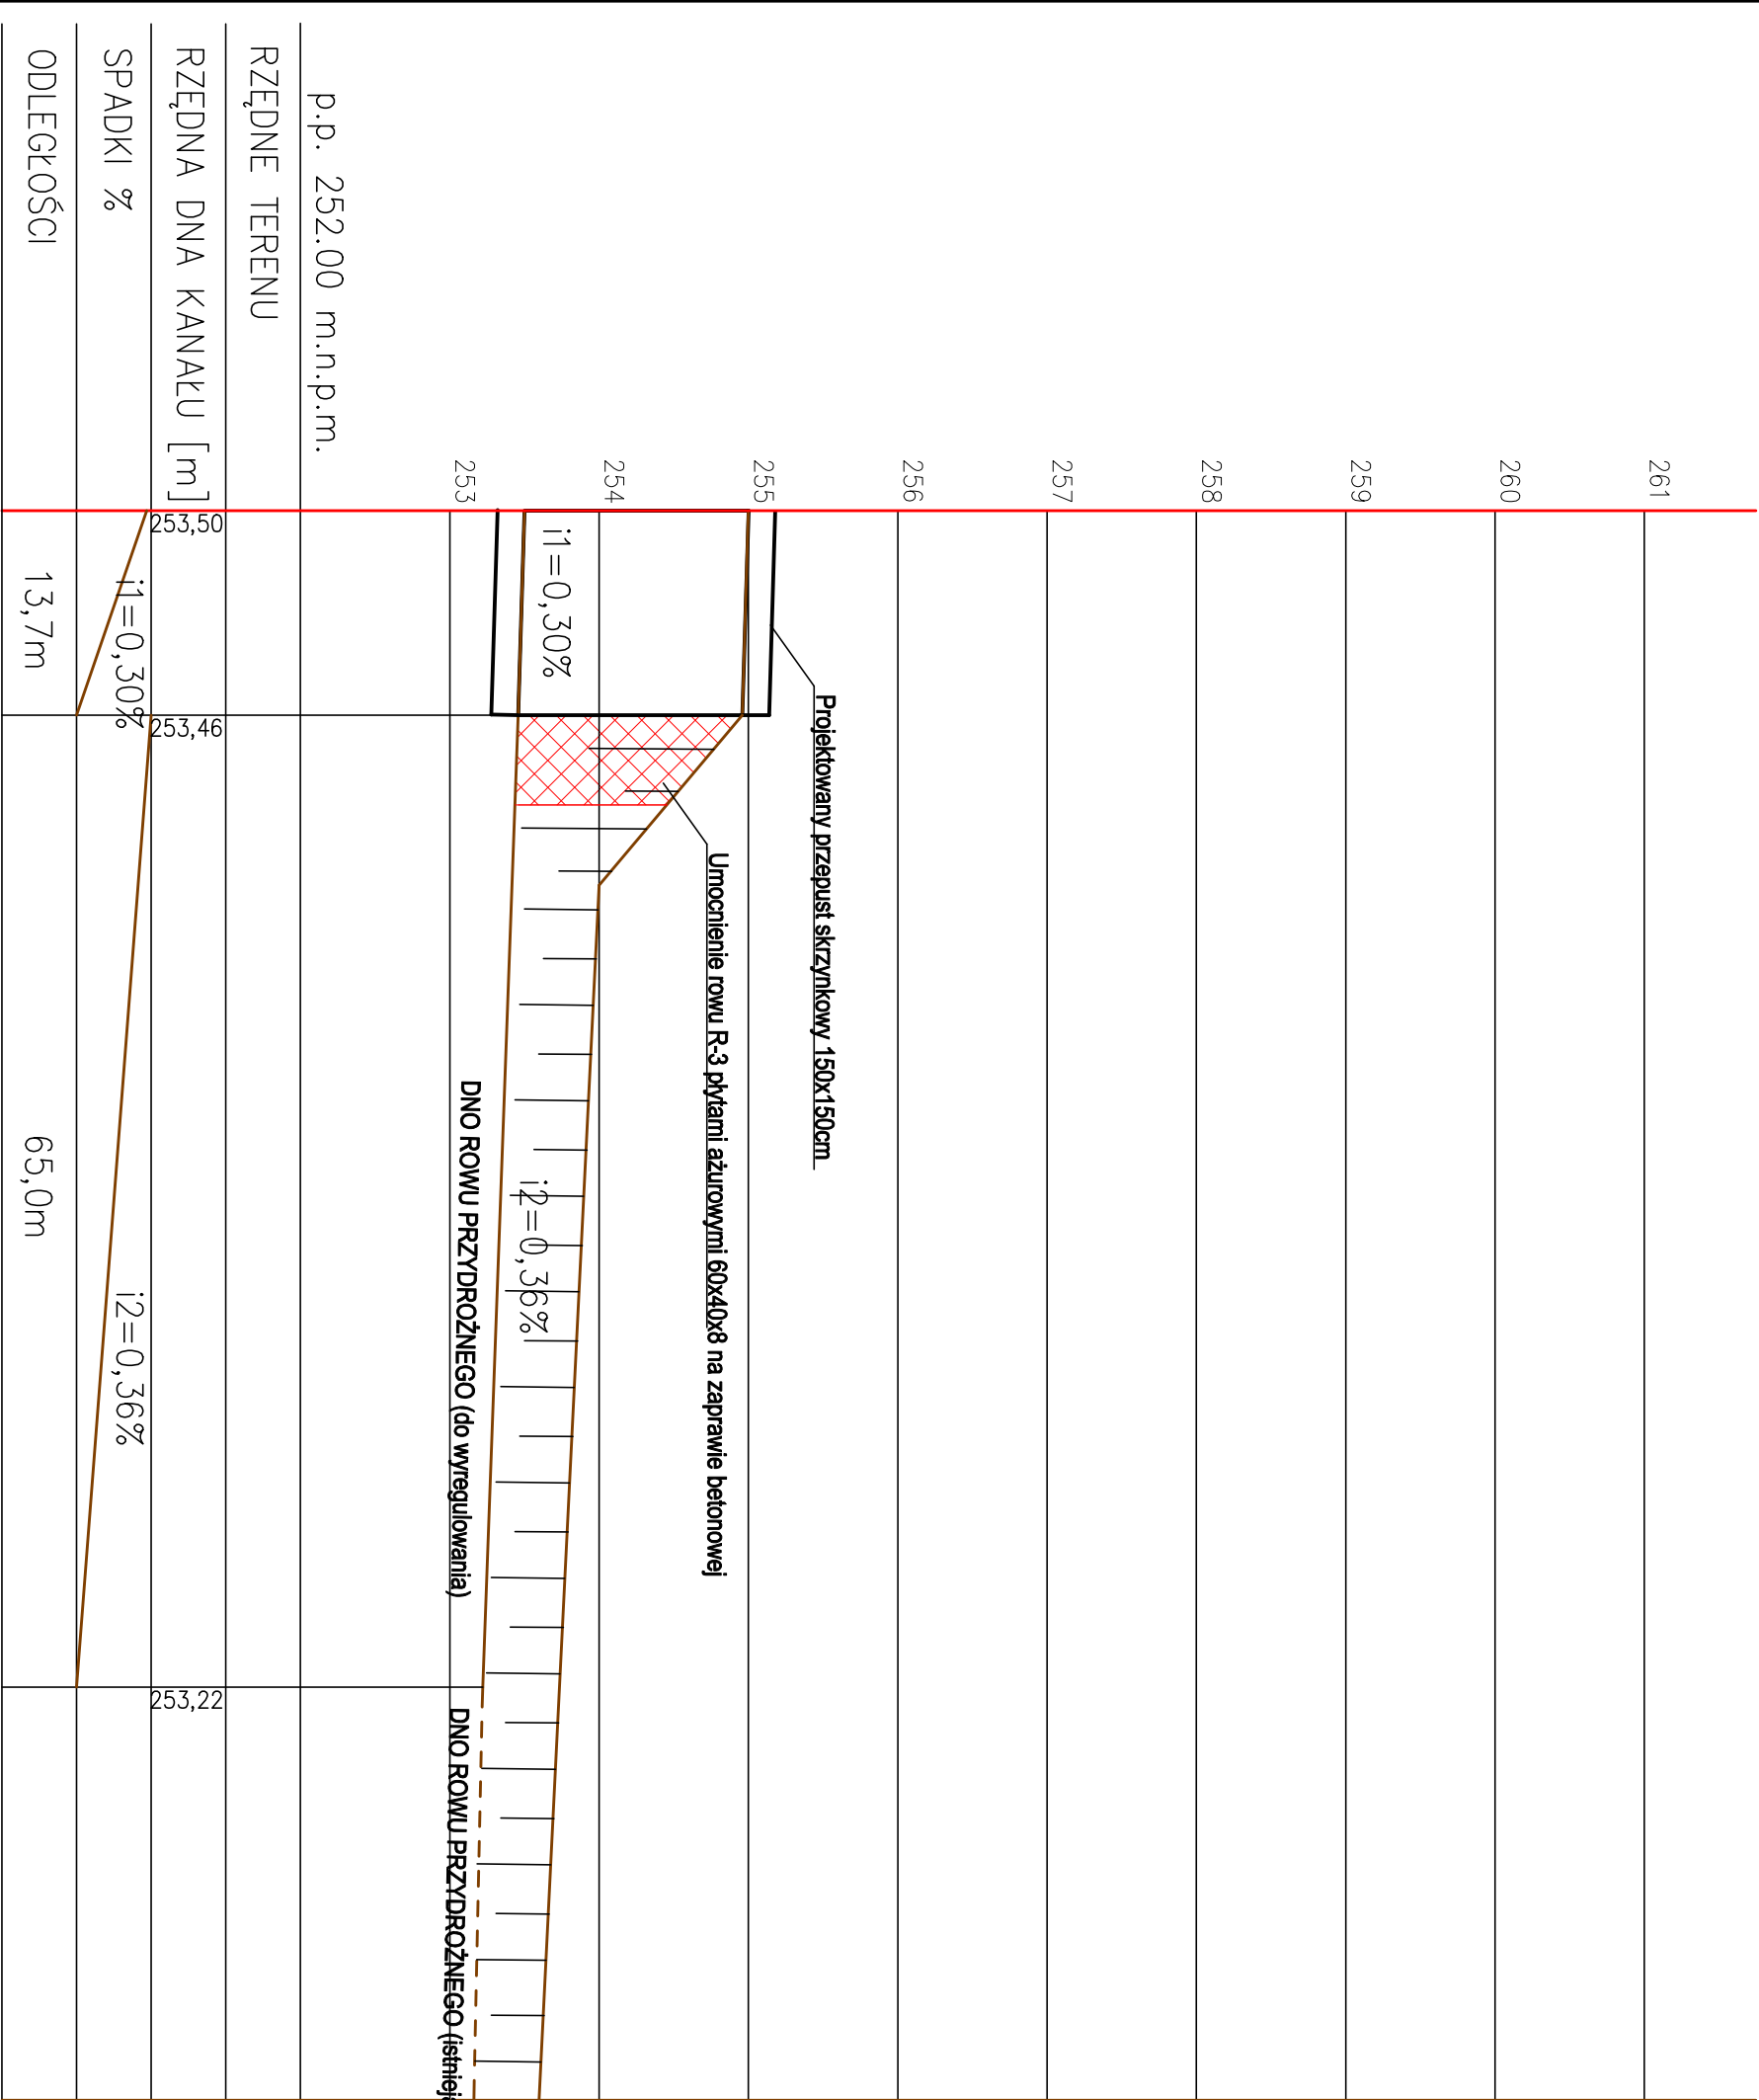 261
260
259
258
257
256
255
254
253
Projektowany przepust skrzynkowy 150x150cm
Umocnienie rowu R-3 płytami ażurowymi 60x40x8 na zaprawie betonowej
i1=0,30%
i2=0,36%
DNO ROWU PRZYDROŻNEGO (do wyregulowania)
DNO ROWU PRZYDROŻNEGO (istniej
p.p. 252.00 m.n.p.m.
RZĘDNE TERENU
RZĘDNA DNA KANAŁU [m] 253,50 253,46 253,22
SPADKI % i1=0,30% i2=0,36%
ODLEGŁOŚCI 13,7m 65,0m